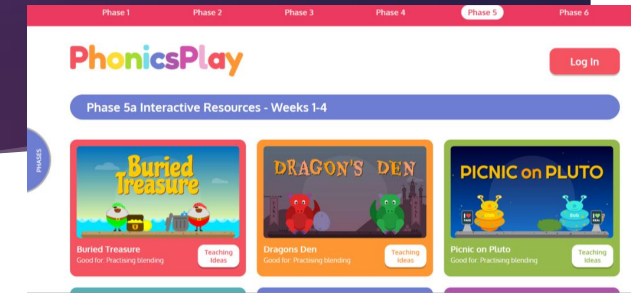 Phase 1 Phase 2 Phase 3 Phase 4 Phase 5 Phase 6
PhonicsPlay
Log In
Phase 5a Interactive Resources - Weeks 1-4
PHASES
Buried
Treasure
DRAGON'S DEN
PICNIC on PLUTO
Buried Treasure
Good for: Practising blending
Teaching
Ideas
Dragons Den
Good for: Practising blending
Teaching
Ideas
Picnic on Pluto
Good for: Practising blending
Teaching
Ideas